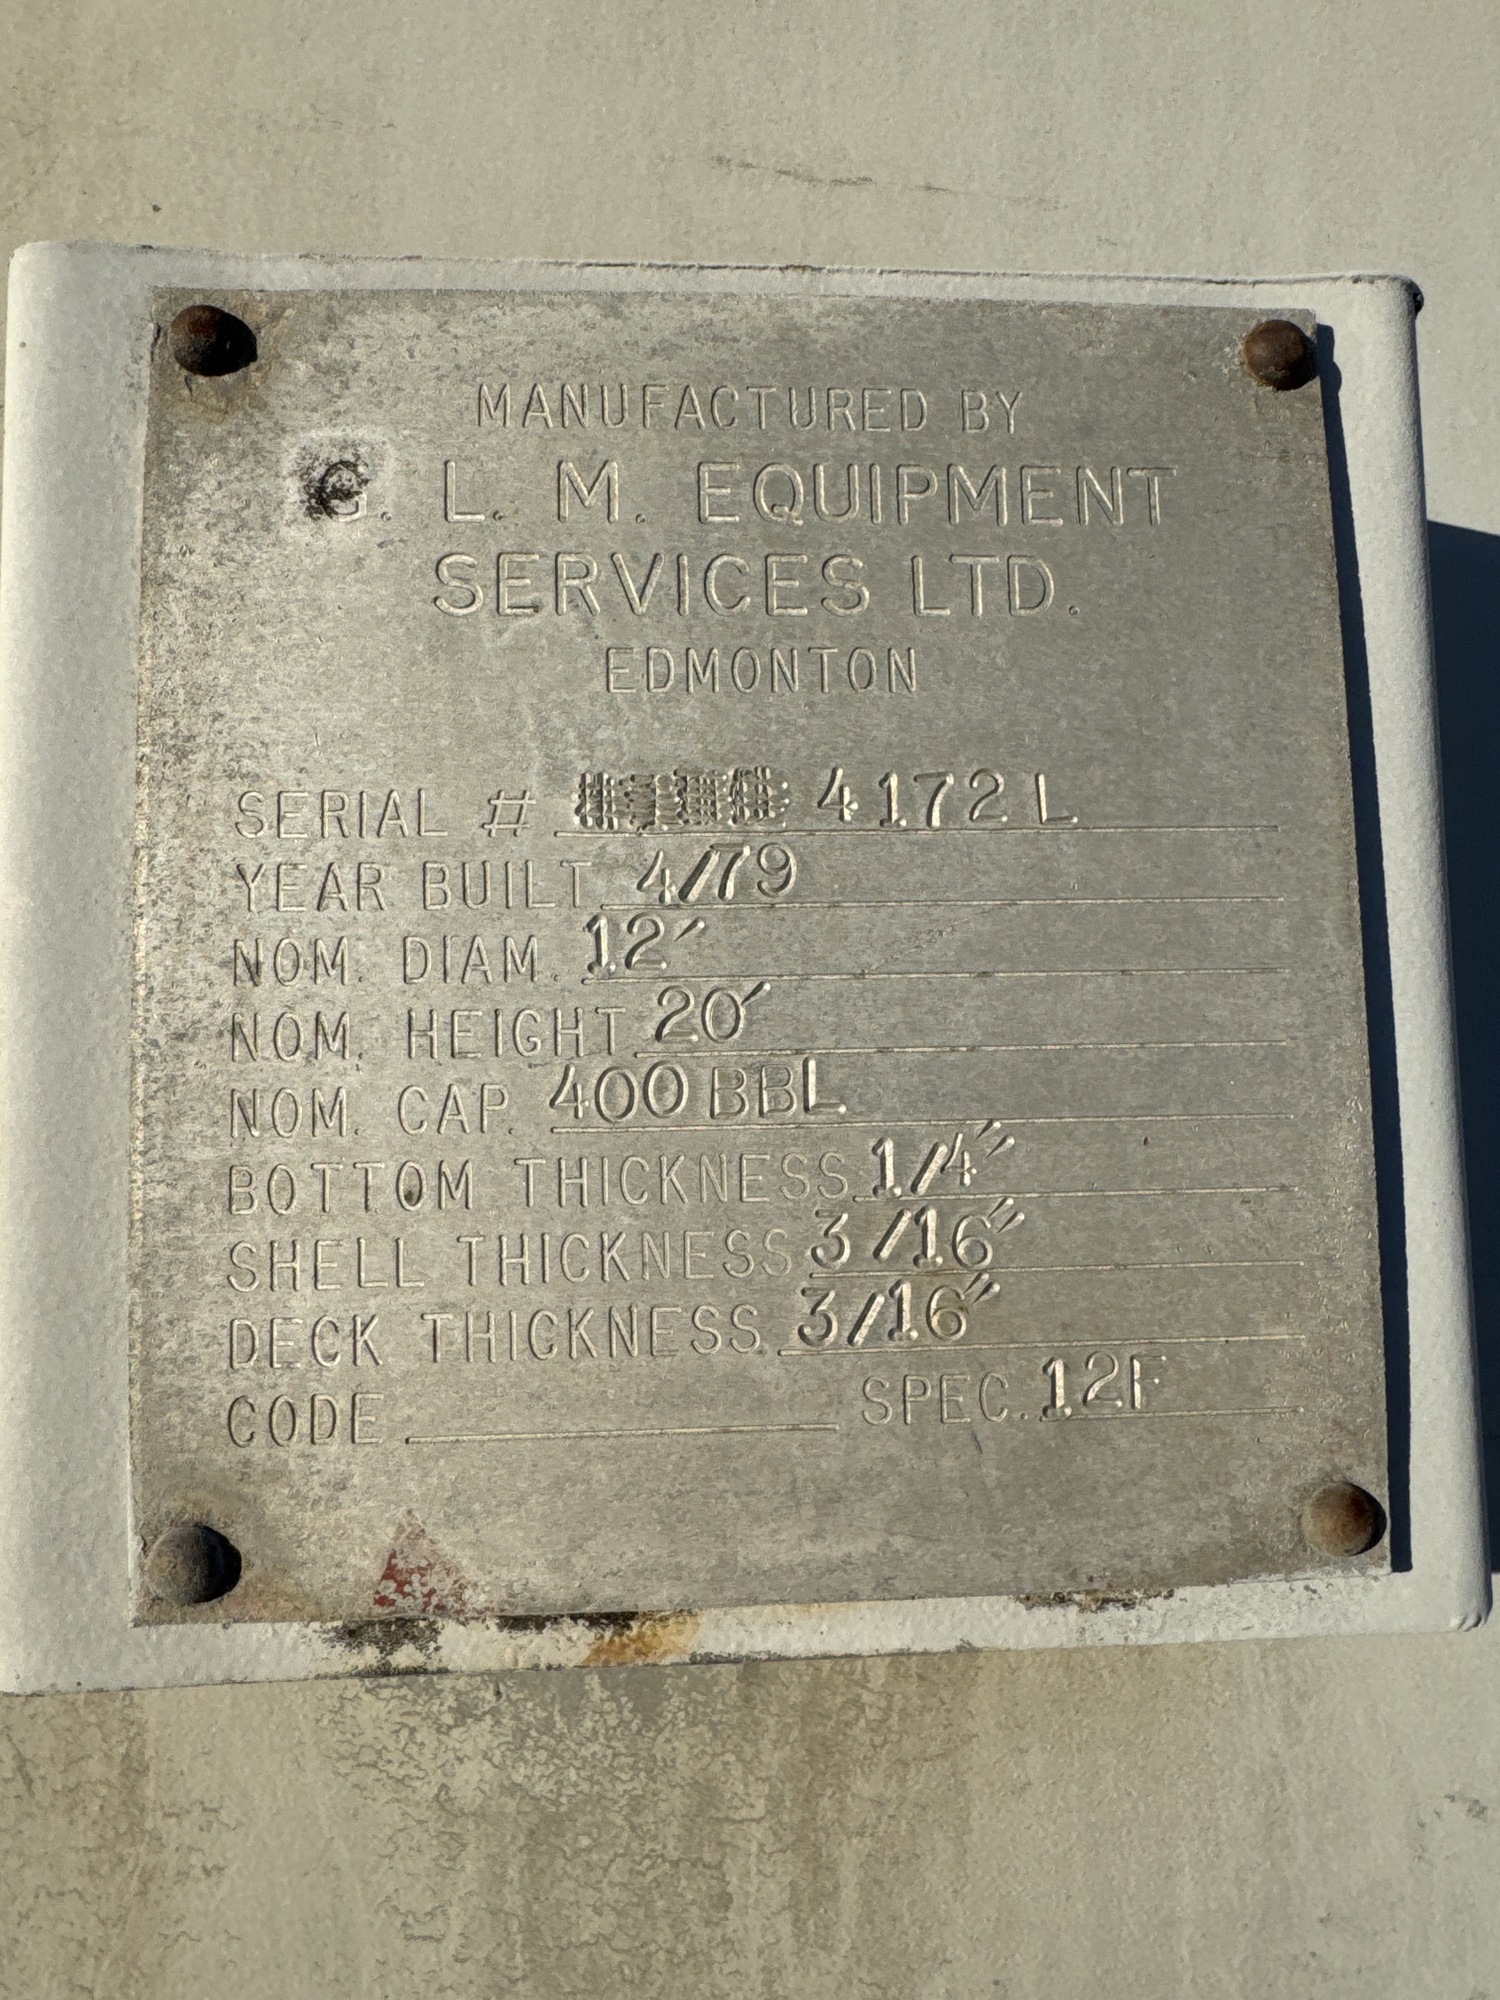 MANUFACTURED BY
G. L. M. EQUIPMENT
SERVICES LTD.
EDMONTON
SERIAL # 4172L
YEAR BUILT 4/79
NOM. DIAM. 12'
NOM. HEIGHT 20'
NOM. CAP. 400 BBL
BOTTOM THICKNESS 1/4"
SHELL THICKNESS 3/16"
DECK THICKNESS 3/16"
CODE SPEC. 12F